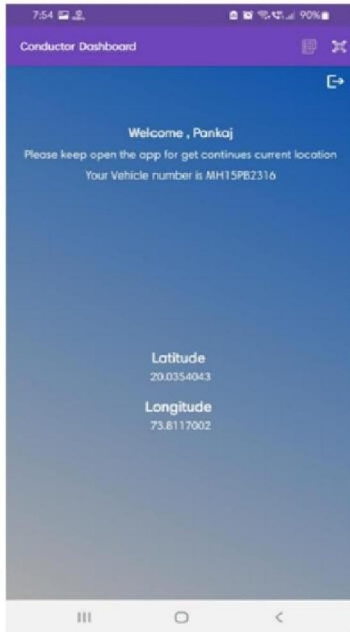 7:54 90%
Conductor Dashboard
Welcome , Pankaj
Please keep open the app for get continues current location
Your Vehicle number is MH15PB2316
Latitude
20.0354043
Longitude
73.8117002